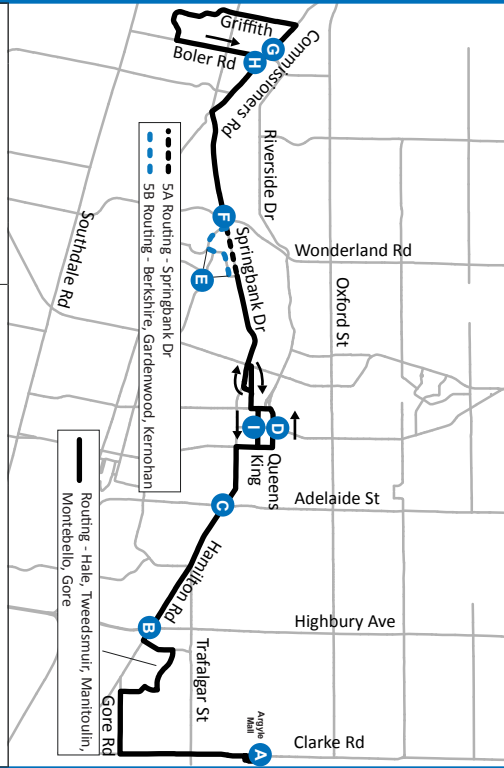 Griffith
Boler Rd
G
H
Commissioners Rd
Riverside Dr
F
Springbank Dr
E
Wonderland Rd
Oxford St
Southdale Rd
5A Routing - Springbank Dr
5B Routing - Berkshire, Gardenwood, Kernohan
D
I
Queens
King
Adelaide St
C
Hamilton Rd
Highbury Ave
B
Trafalgar St
Gore Rd
Argyle
Mall
A
Clarke Rd
Routing - Hale, Tweedsmuir, Manitoulin,
Montebello, Gore